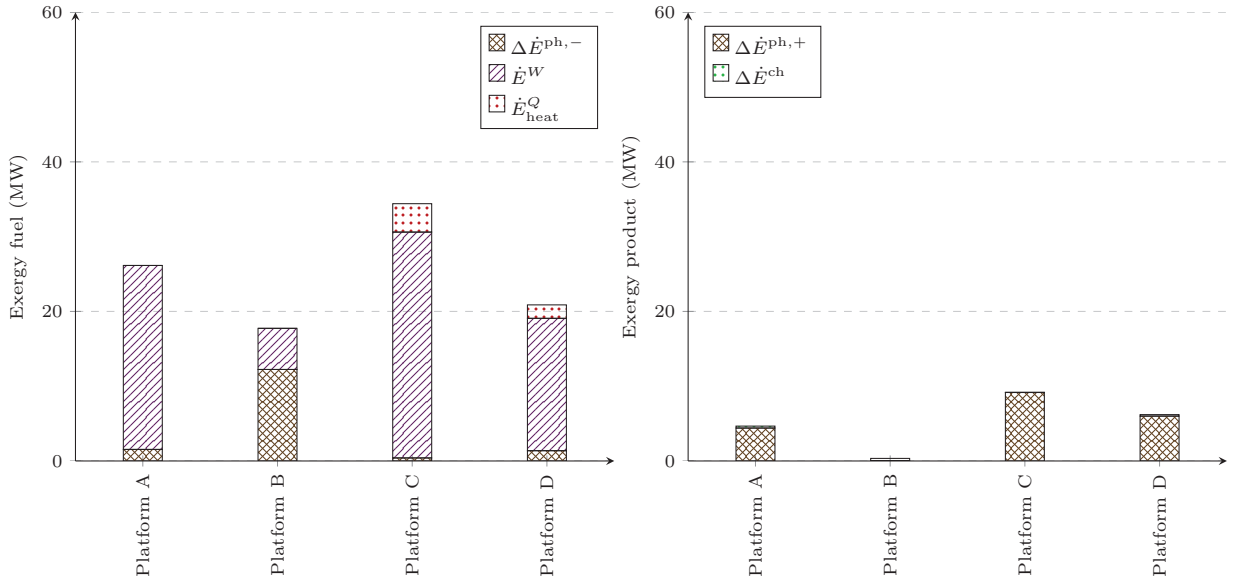 60
40
20
0
Exergy fuel (MW)
ΔĖ^{ph,−}
Ė^W
Ė^Q_{heat}
Platform A
Platform B
Platform C
Platform D
60
40
20
0
Exergy product (MW)
ΔĖ^{ph,+}
ΔĖ^{ch}
Platform A
Platform B
Platform C
Platform D